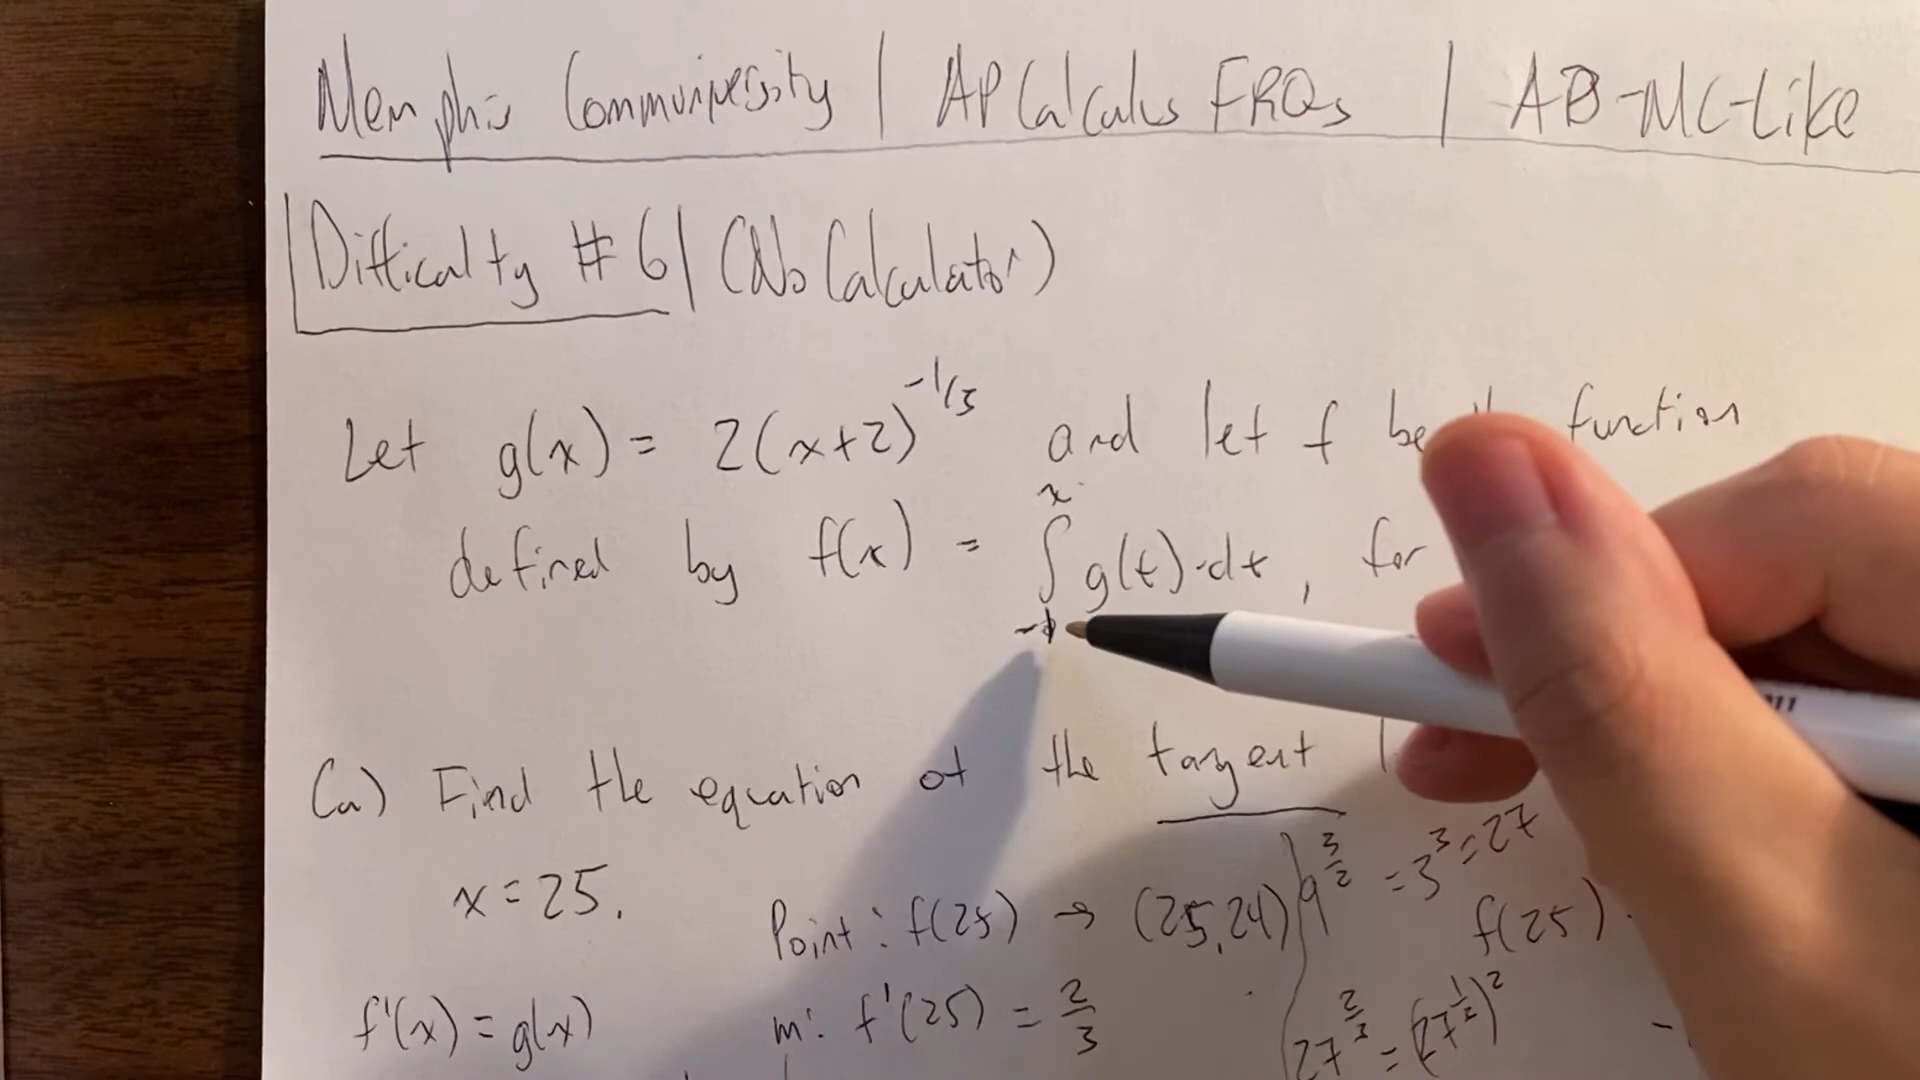 Memphis Communiversity | AP Calculus FRQs | AB-MC-Like
Difficulty #6 | (No Calculator)
Let g(x) = 2(x+2)^{-1/3} and let f be function
defined by f(x) = ∫_{-1}^{x} g(t)·dt, for
(a) Find the equation of the tangent
x = 25.
Point: f(25) → (25,24)
9^{3/2} = 3^3 = 27
f(25)
f'(x) = g(x)
m: f'(25) = 2/3
27^{2/3} = (27^{1/3})^2